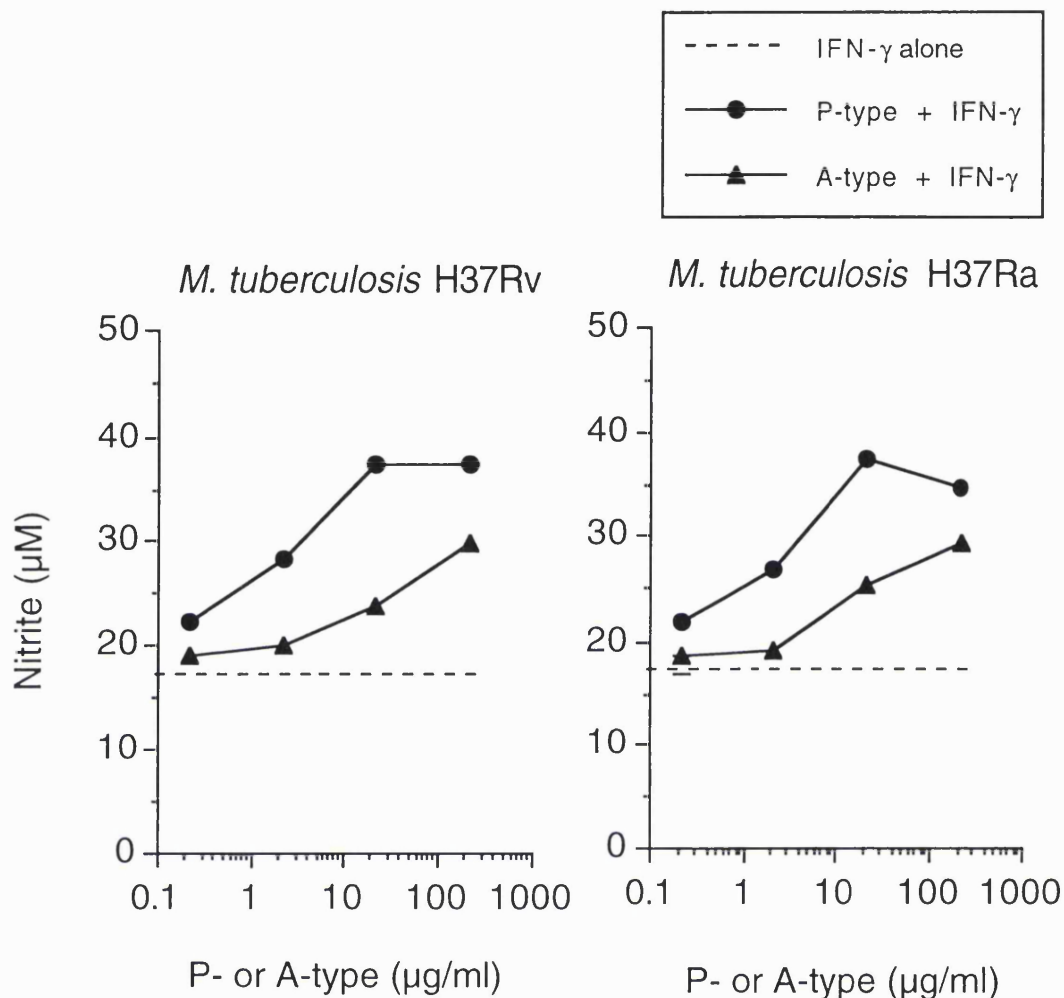 IFN-γ alone
P-type + IFN-γ
A-type + IFN-γ
M. tuberculosis H37Rv
M. tuberculosis H37Ra
50
40
30
20
10
0
Nitrite (µM)
0.1 1 10 100 1000
P- or A-type (µg/ml)
50
40
30
20
10
0
0.1 1 10 100 1000
P- or A-type (µg/ml)